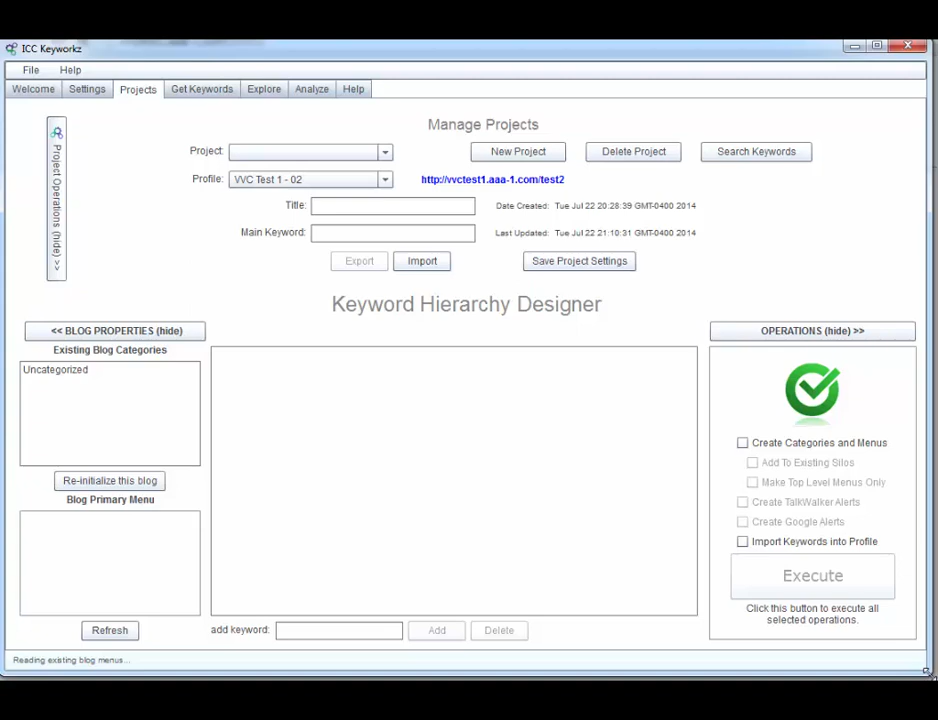 ICC Keyworkz
File Help
Welcome Settings Projects Get Keywords Explore Analyze Help
Project Operations (hide) >>
Manage Projects
Project: New Project Delete Project Search Keywords
Profile: VVC Test 1 - 02 http://vvctest1.aaa-1.com/test2
Title: Date Created: Tue Jul 22 20:28:39 GMT-0400 2014
Main Keyword: Last Updated: Tue Jul 22 21:10:31 GMT-0400 2014
Export Import Save Project Settings
Keyword Hierarchy Designer
<< BLOG PROPERTIES (hide)
Existing Blog Categories
Uncategorized
Re-initialize this blog
Blog Primary Menu
Refresh
add keyword: Add Delete
OPERATIONS (hide) >>
Create Categories and Menus
Add To Existing Silos
Make Top Level Menus Only
Create TalkWalker Alerts
Create Google Alerts
Import Keywords into Profile
Execute
Click this button to execute all
selected operations.
Reading existing blog menus...